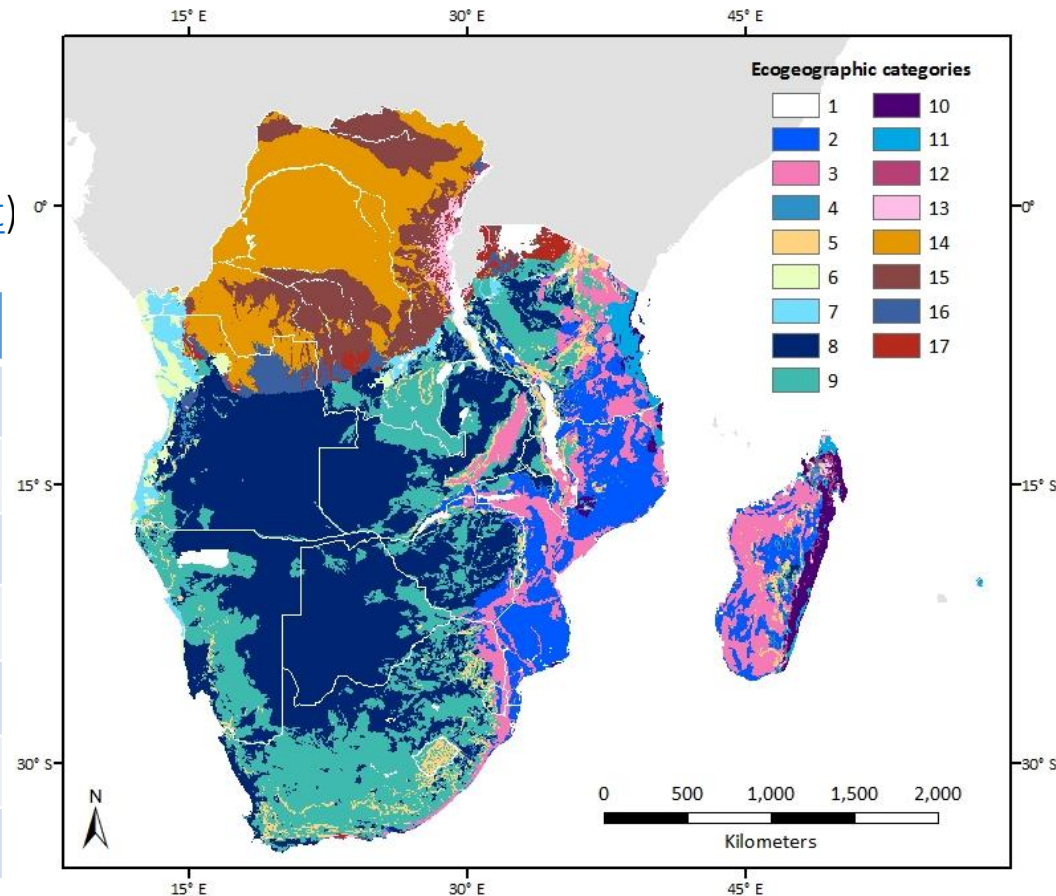 15° E 30° E 45° E
Ecogeographic categories
1 10
2 11
3 12
4 13
5 14
6 15
7 16
8 17
9
0° 0°
)
15° S 15° S
30° S 30° S
N
0 500 1,000 1,500 2,000
Kilometers
15° E 30° E 45° E